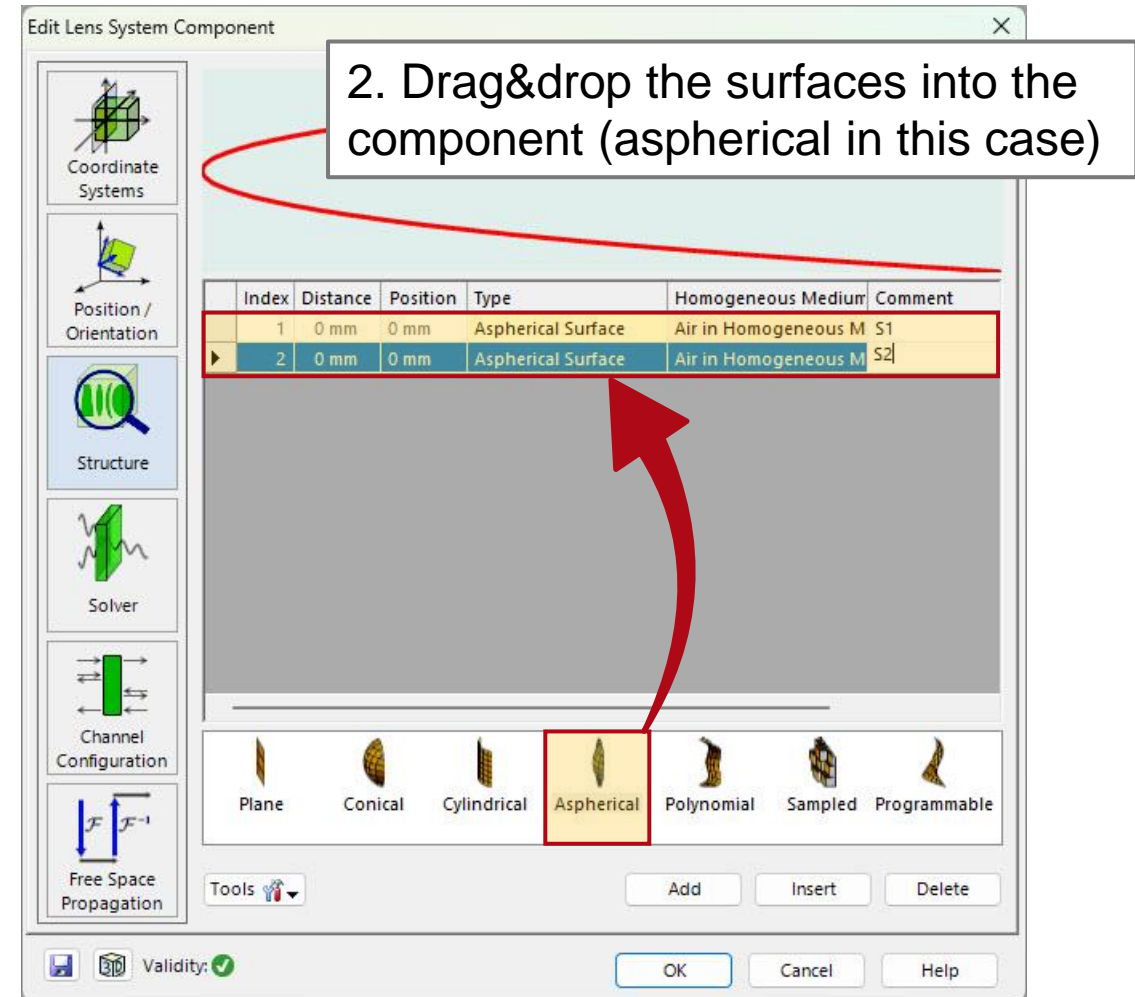 Edit Lens System Component
2. Drag&drop the surfaces into the
component (aspherical in this case)
Coordinate
Systems
Position /
Orientation
Structure
Solver
Channel
Configuration
F F-1
Free Space
Propagation
Index Distance Position Type Homogeneous Medium Comment
1 0 mm 0 mm Aspherical Surface Air in Homogeneous M S1
2 0 mm 0 mm Aspherical Surface Air in Homogeneous M S2
Plane Conical Cylindrical Aspherical Polynomial Sampled Programmable
Tools Add Insert Delete
3D Validity: OK Cancel Help